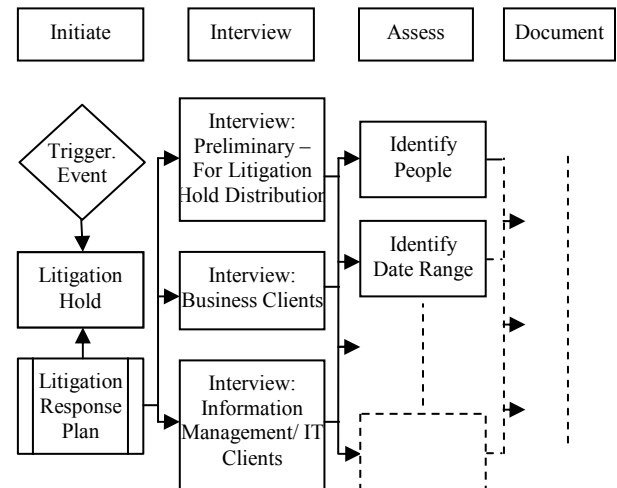 Initiate
Interview
Assess
Document
Trigger.
Event
Litigation
Hold
Litigation
Response
Plan
Interview:
Preliminary –
For Litigation
Hold Distribution
Interview:
Business Clients
Interview:
Information
Management/ IT
Clients
Identify
People
Identify
Date Range